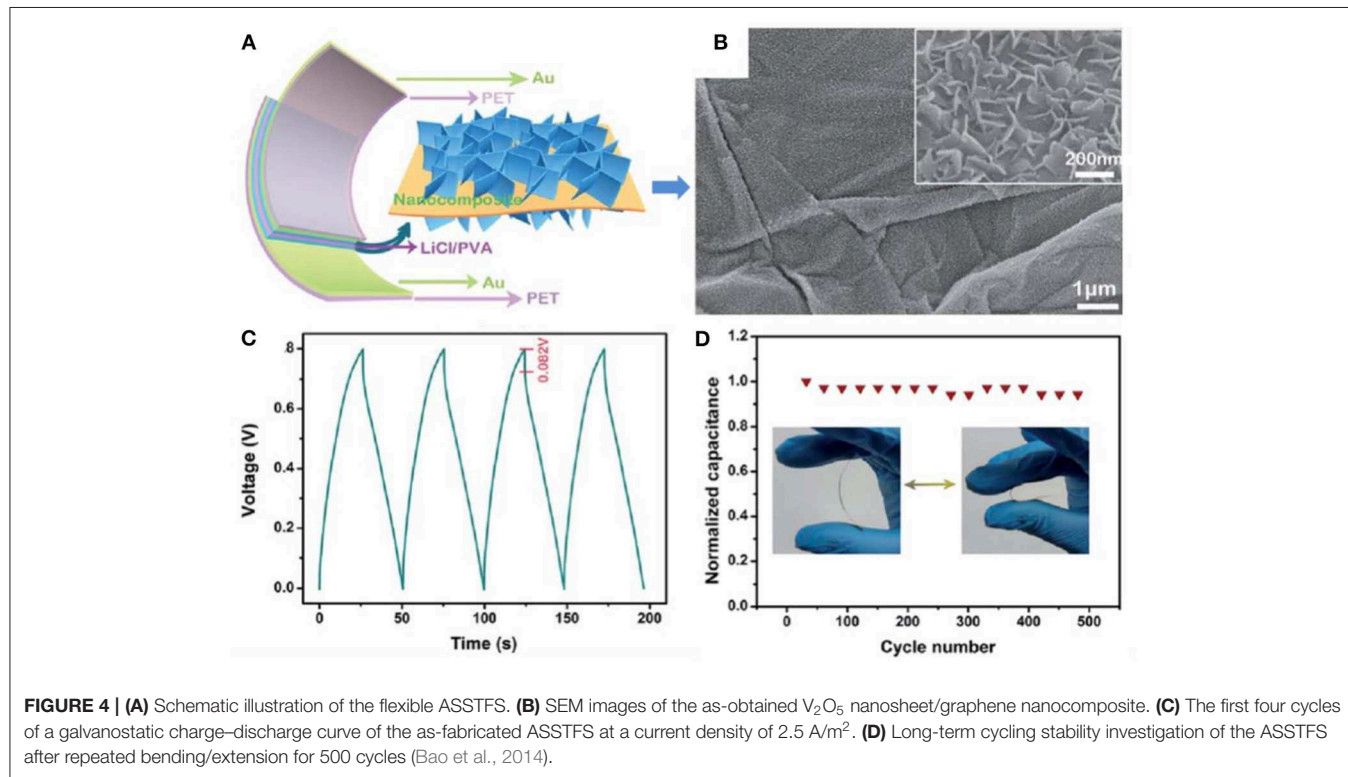 A
Au
PET
Nanocomposite
LiCl/PVA
Au
PET
B
200nm
1μm
C
.8
0.6
0.4
0.2
0.0
Voltage (V)
0.082V
0
50
100
150
200
Time (s)
D
1.2
1.0
0.8
0.6
0.4
0.2
0.0
Normalized capacitance
0
100
200
300
400
500
Cycle number
FIGURE 4 | (A) Schematic illustration of the flexible ASSTFS. (B) SEM images of the as-obtained V₂O₅ nanosheet/graphene nanocomposite. (C) The first four cycles
of a galvanostatic charge–discharge curve of the as-fabricated ASSTFS at a current density of 2.5 A/m². (D) Long-term cycling stability investigation of the ASSTFS
after repeated bending/extension for 500 cycles (Bao et al., 2014).